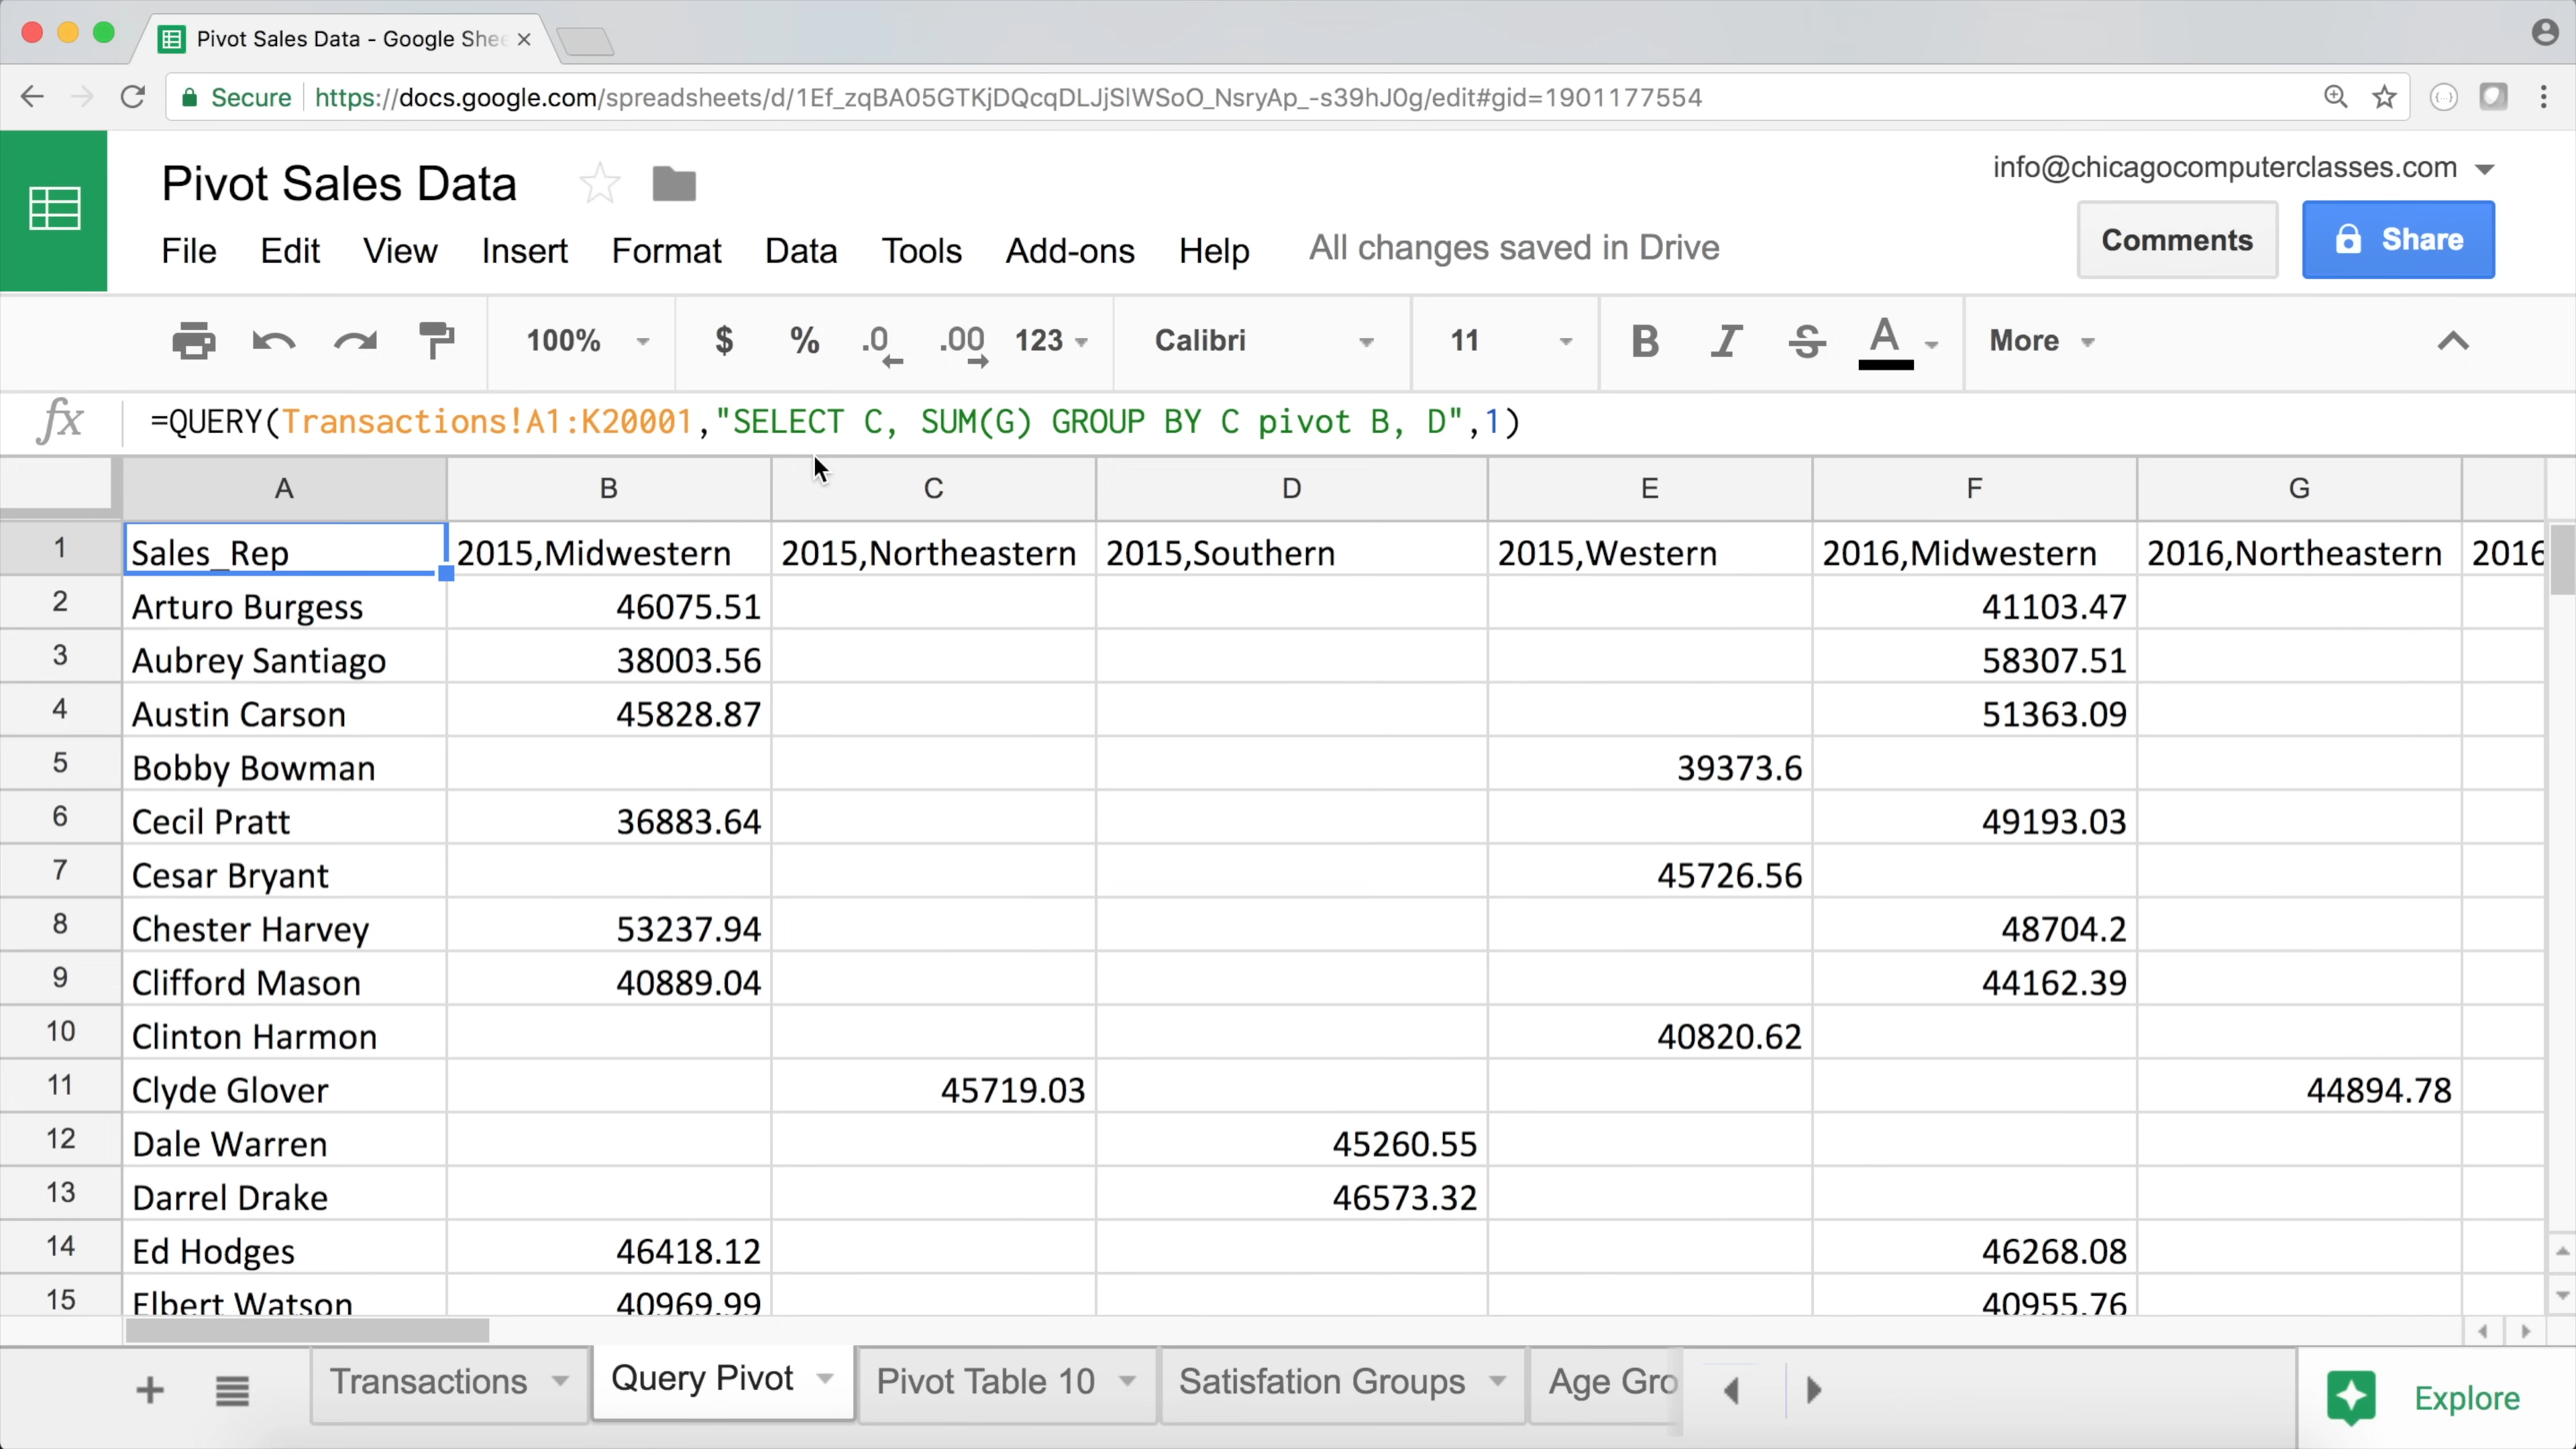 Pivot Sales Data - Google Shee
Secure https://docs.google.com/spreadsheets/d/1Ef_zqBA05GTKjDQcqDLJjSlWSoO_NsryAp_-s39hJ0g/edit#gid=1901177554
Pivot Sales Data
info@chicagocomputerclasses.com
File Edit View Insert Format Data Tools Add-ons Help All changes saved in Drive
Comments Share
100% $ % .0 .00 123 Calibri 11 B I S A More
fx =QUERY(Transactions!A1:K20001,"SELECT C, SUM(G) GROUP BY C pivot B, D",1)
A B C D E F G
1 Sales_Rep 2015,Midwestern 2015,Northeastern 2015,Southern 2015,Western 2016,Midwestern 2016,Northeastern 2016
2 Arturo Burgess 46075.51 41103.47
3 Aubrey Santiago 38003.56 58307.51
4 Austin Carson 45828.87 51363.09
5 Bobby Bowman 39373.6
6 Cecil Pratt 36883.64 49193.03
7 Cesar Bryant 45726.56
8 Chester Harvey 53237.94 48704.2
9 Clifford Mason 40889.04 44162.39
10 Clinton Harmon 40820.62
11 Clyde Glover 45719.03 44894.78
12 Dale Warren 45260.55
13 Darrel Drake 46573.32
14 Ed Hodges 46418.12 46268.08
15 Elbert Watson 40969.99 40955.76
Transactions Query Pivot Pivot Table 10 Satisfation Groups Age Gro Explore